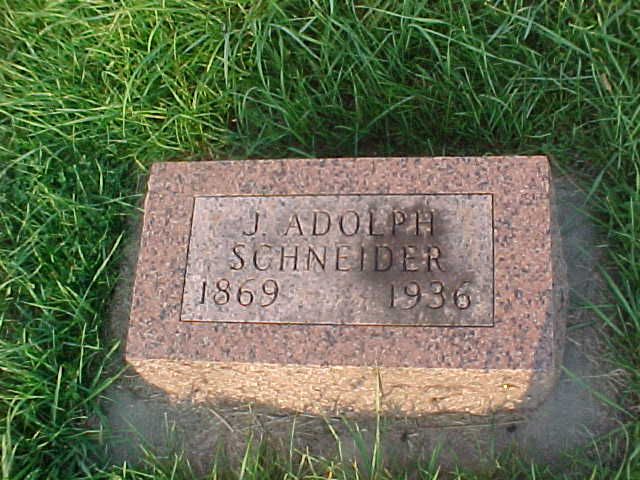 J. ADOLPH
SCHNEIDER
1869 1936